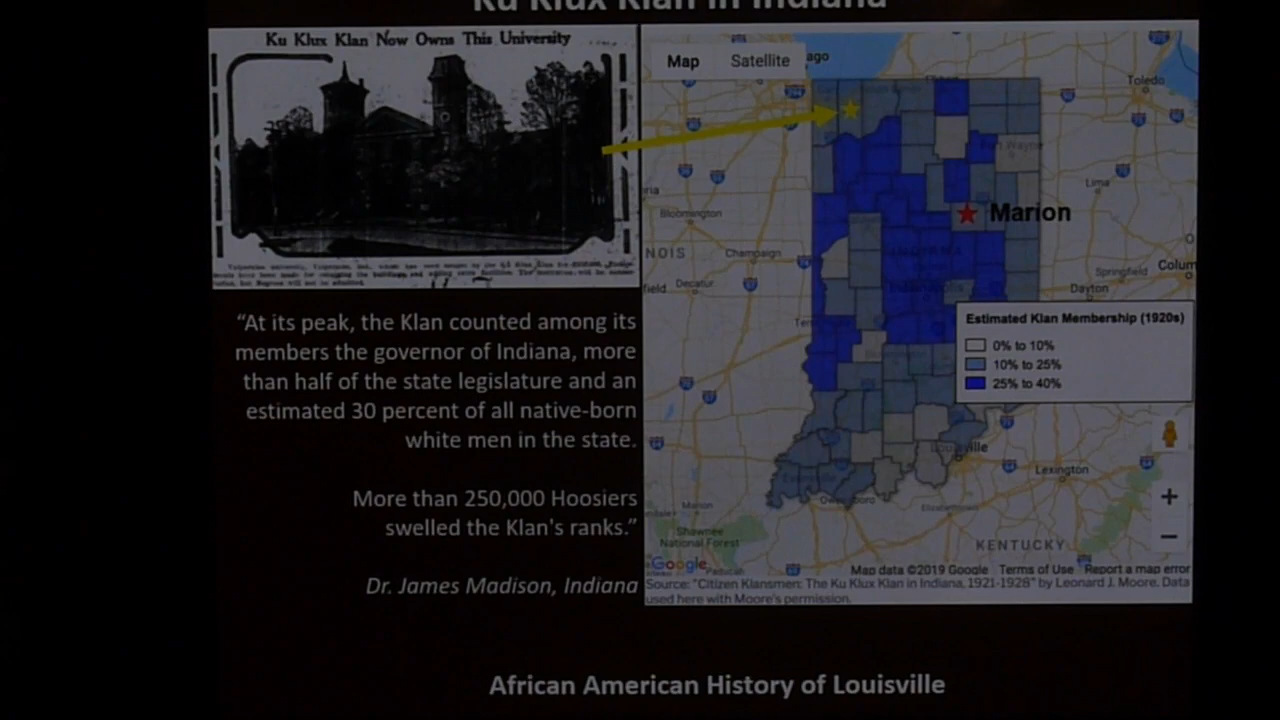 Ku Klux Klan in Indiana
Ku Klux Klan Now Owns This University
"At its peak, the Klan counted among its
members the governor of Indiana, more
than half of the state legislature and an
estimated 30 percent of all native-born
white men in the state.
More than 250,000 Hoosiers
swelled the Klan's ranks."
Dr. James Madison, Indiana
Map Satellite
ago
Toledo
Fort Wayne
Lima
Marion
Bloomington
NOIS
Champaign
INDIANA
Springfield
Colum
field
Decatur
Dayton
Indianapolis
Terr
Estimated Klan Membership (1920s)
0% to 10%
10% to 25%
25% to 40%
Louisville
Evansville
Lexington
Owensboro
Elizabethtown
Marion
Shawnee
National Forest
KENTUCKY
Paducah
Google
Map data ©2019 Google Terms of Use Report a map error
Source: "Citizen Klansmen: The Ku Klux Klan in Indiana, 1921-1928" by Leonard J. Moore. Data
used here with Moore's permission.
African American History of Louisville